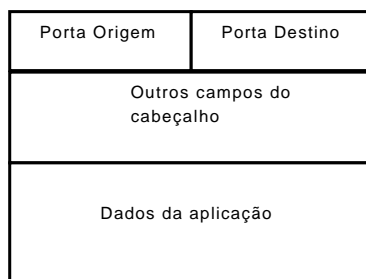 Porta Origem Porta Destino
Outros campos do
cabeçalho
Dados da aplicação